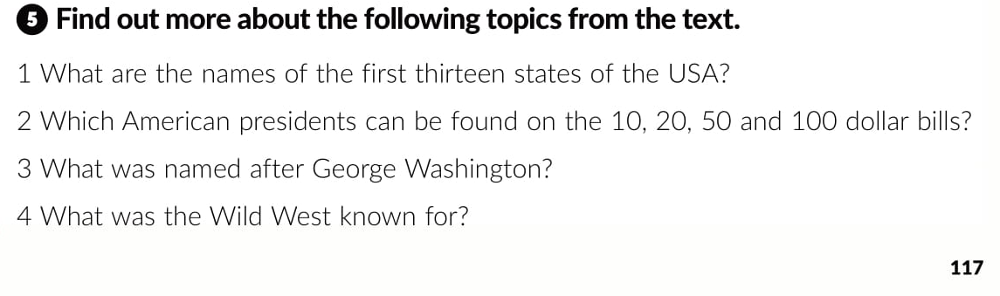 5 Find out more about the following topics from the text.
1 What are the names of the first thirteen states of the USA?
2 Which American presidents can be found on the 10, 20, 50 and 100 dollar bills?
3 What was named after George Washington?
4 What was the Wild West known for?
117